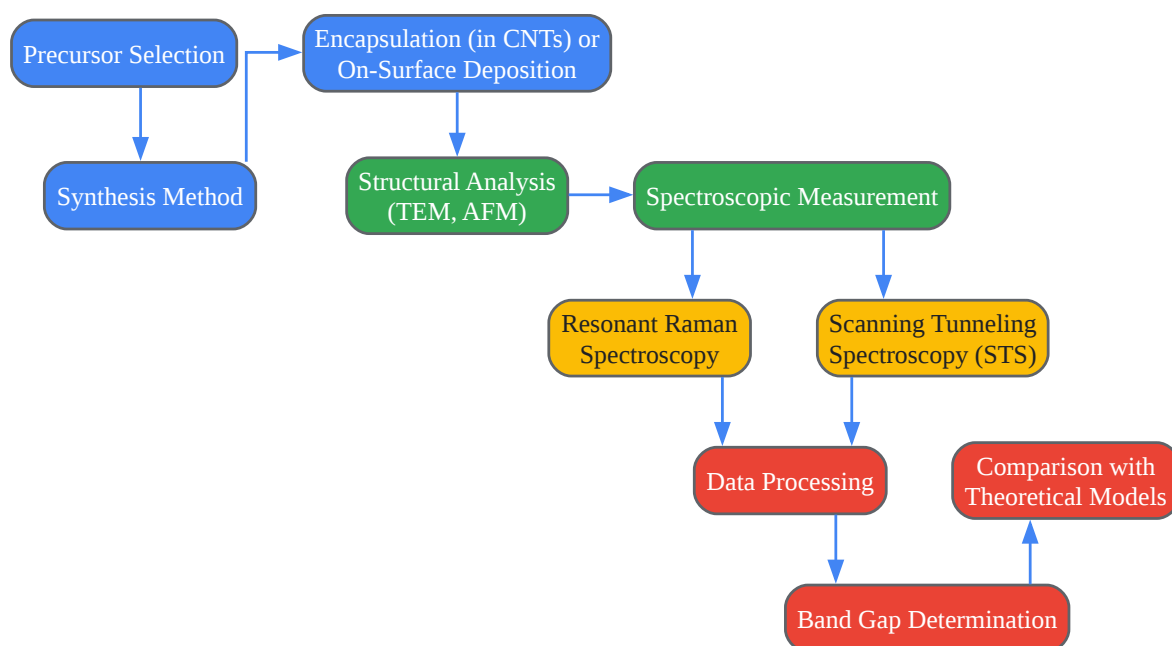 Precursor Selection
Encapsulation (in CNTs) or
On-Surface Deposition
Synthesis Method
Structural Analysis
(TEM, AFM)
Spectroscopic Measurement
Resonant Raman
Spectroscopy
Scanning Tunneling
Spectroscopy (STS)
Data Processing
Comparison with
Theoretical Models
Band Gap Determination